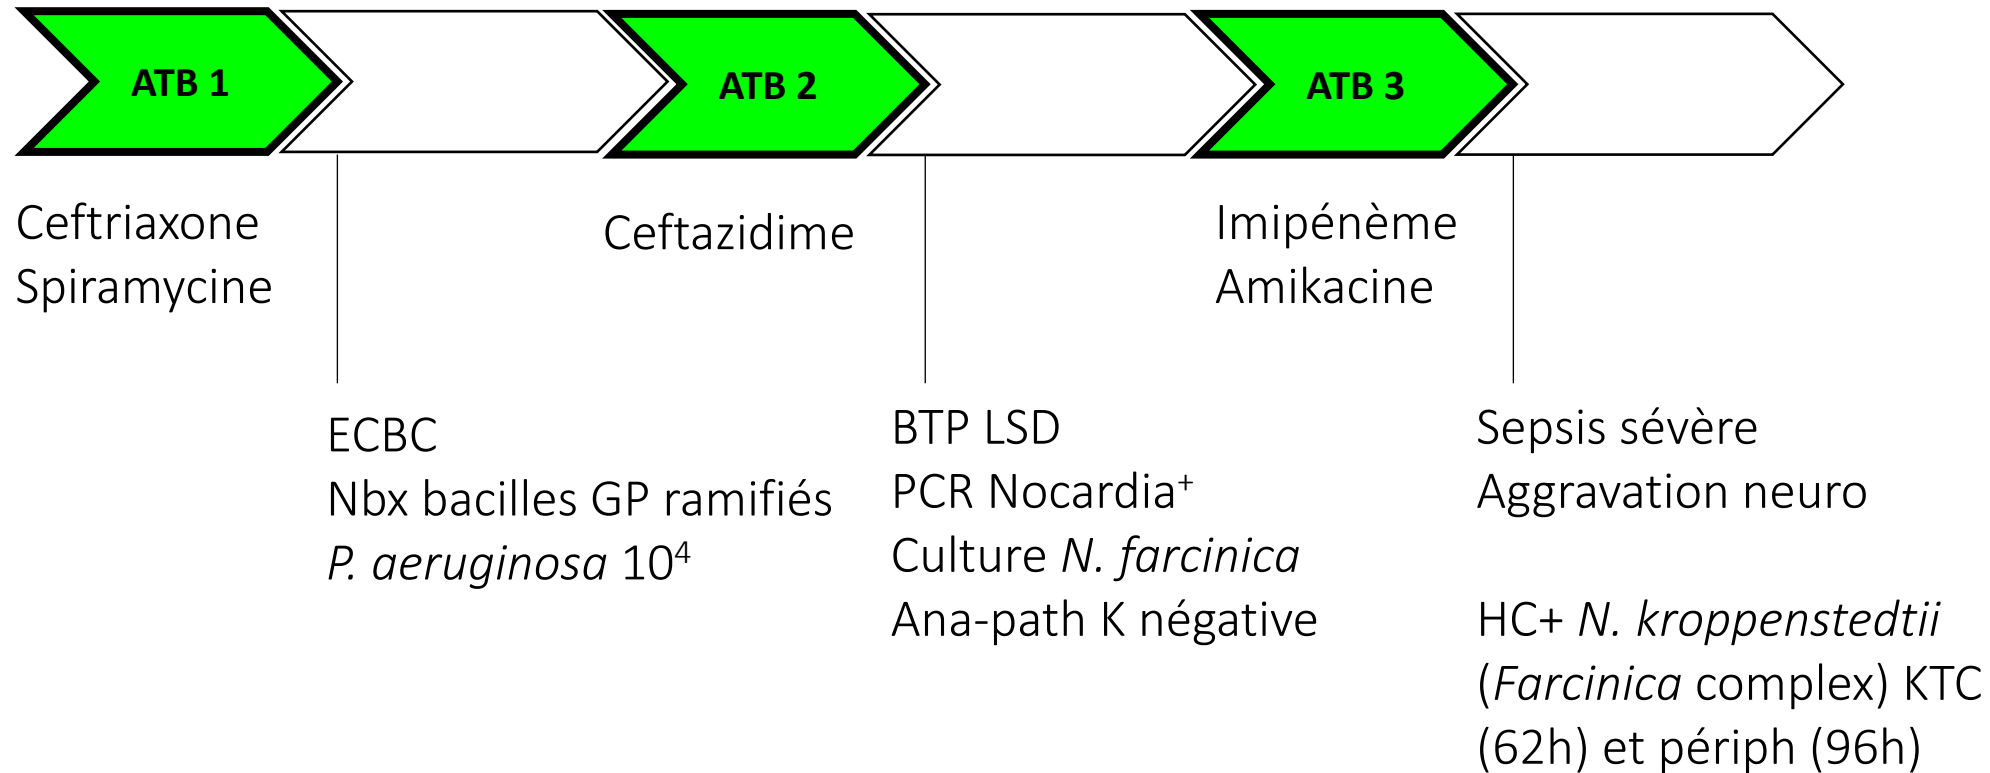 ATB 1
ATB 2
ATB 3
Ceftriaxone
Spiramycine
Ceftazidime
Imipénème
Amikacine
ECBC
Nbx bacilles GP ramifiés
P. aeruginosa 10⁴
BTP LSD
PCR Nocardia⁺
Culture N. farcinica
Ana-path K négative
Sepsis sévère
Aggravation neuro
HC+ N. kroppenstedtii
(Farcinica complex) KTC
(62h) et périph (96h)